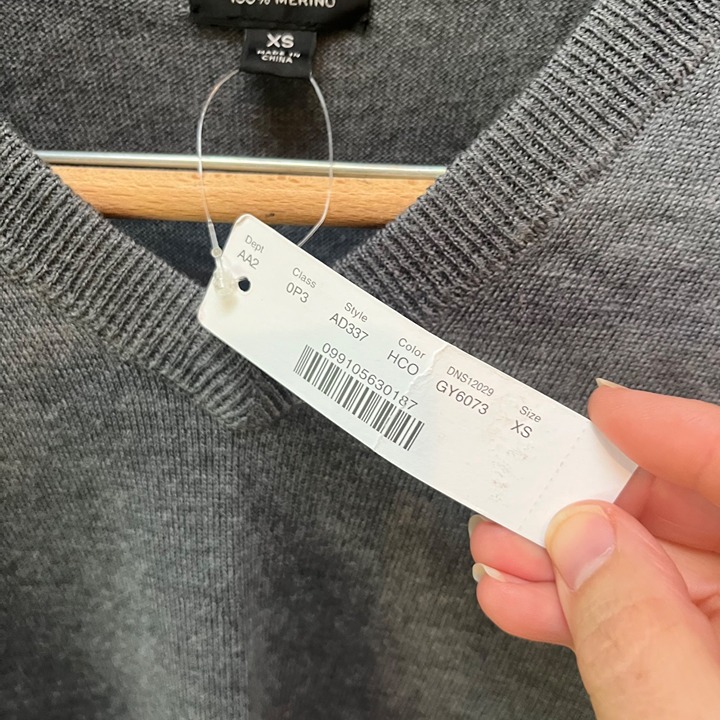 100% MERINO
XS
MADE IN
CHINA
Dept
AA2
Class
0P3
Style
AD337
Color
HCO
DNS12029
GY6073
Size
XS
099105630187